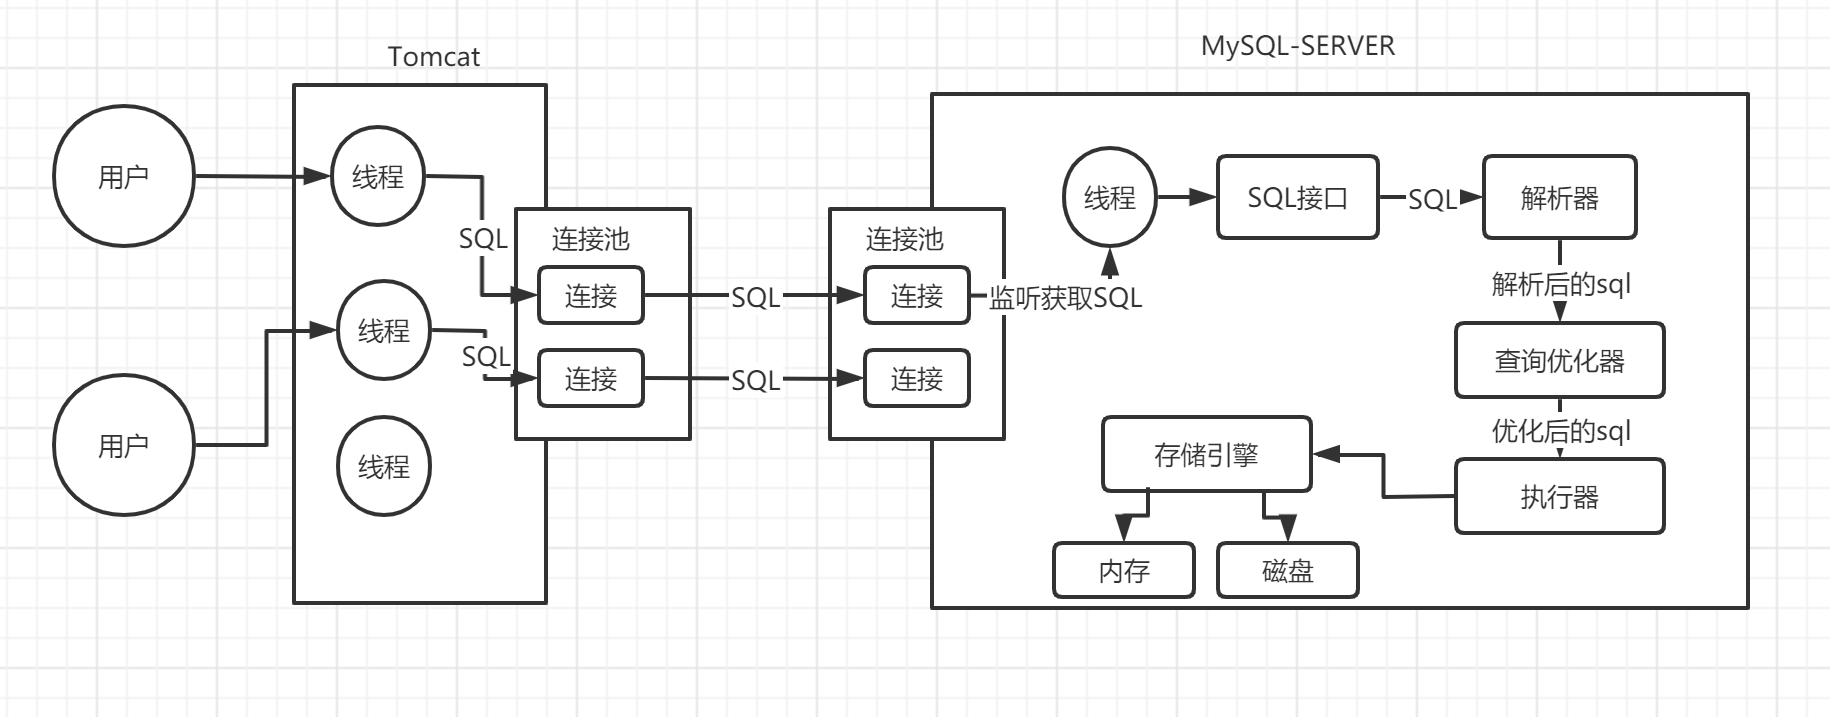 Tomcat
MySQL-SERVER
用户
线程
SQL
连接池
连接
SQL
连接池
连接
监听获取SQL
线程
SQL接口
SQL
解析器
解析后的sql
查询优化器
优化后的sql
执行器
存储引擎
内存
磁盘
用户
线程
SQL
连接
SQL
连接
线程